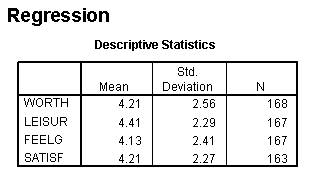 Regression
Descriptive Statistics
Mean Std. Deviation N
WORTH 4.21 2.56 168
LEISUR 4.41 2.29 167
FEELG 4.13 2.41 167
SATISF 4.21 2.27 163